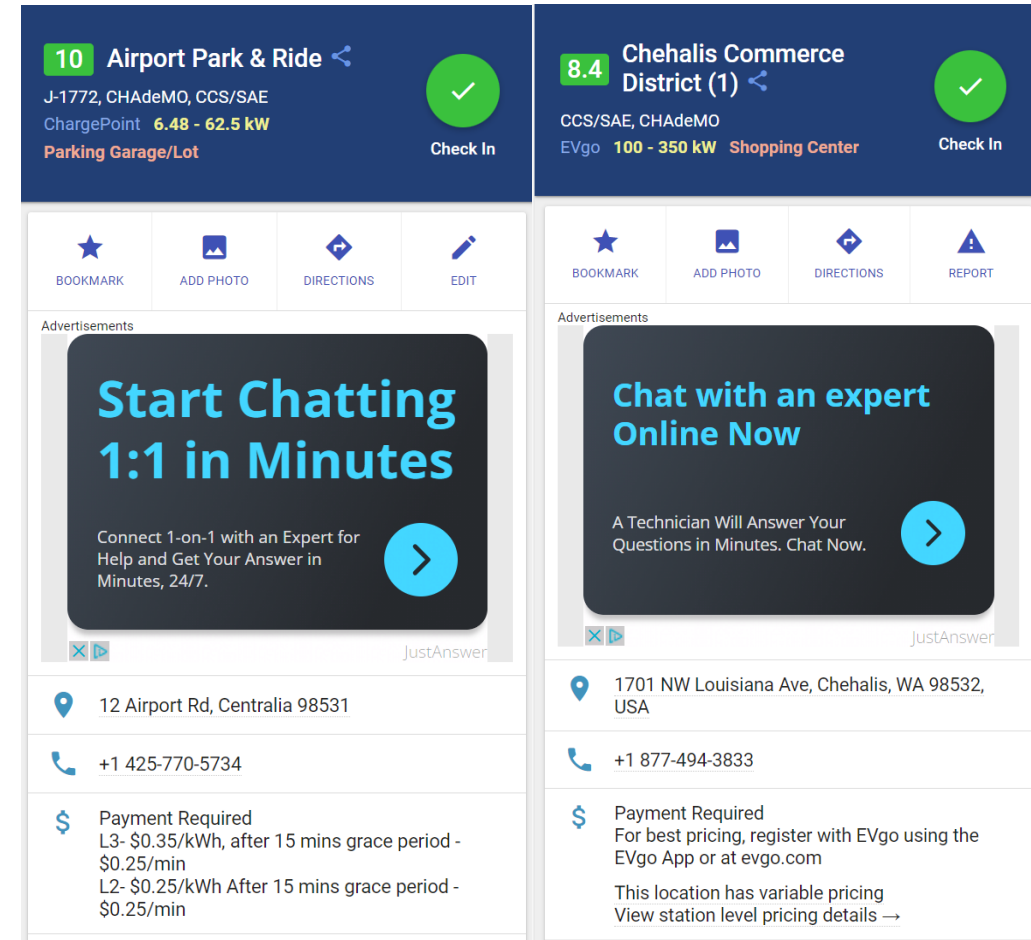 10 Airport Park & Ride
J-1772, CHAdeMO, CCS/SAE
ChargePoint 6.48 - 62.5 kW
Parking Garage/Lot
Check In
BOOKMARK
ADD PHOTO
DIRECTIONS
EDIT
Advertisements
Start Chatting
1:1 in Minutes
Connect 1-on-1 with an Expert for
Help and Get Your Answer in
Minutes, 24/7.
JustAnswer
12 Airport Rd, Centralia 98531
+1 425-770-5734
Payment Required
L3- $0.35/kWh, after 15 mins grace period -
$0.25/min
L2- $0.25/kWh After 15 mins grace period -
$0.25/min
8.4 Chehalis Commerce
District (1)
CCS/SAE, CHAdeMO
EVgo 100 - 350 kW Shopping Center
Check In
BOOKMARK
ADD PHOTO
DIRECTIONS
REPORT
Advertisements
Chat with an expert
Online Now
A Technician Will Answer Your
Questions in Minutes. Chat Now.
JustAnswer
1701 NW Louisiana Ave, Chehalis, WA 98532,
USA
+1 877-494-3833
Payment Required
For best pricing, register with EVgo using the
EVgo App or at evgo.com
This location has variable pricing
View station level pricing details →